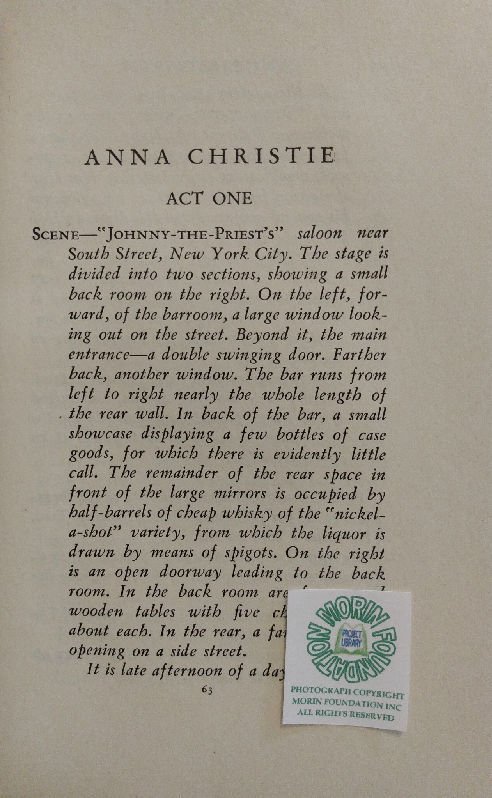 ANNA CHRISTIE
ACT ONE
SCENE—"JOHNNY-THE-PRIEST'S" saloon near
South Street, New York City. The stage is
divided into two sections, showing a small
back room on the right. On the left, for-
ward, of the barroom, a large window look-
ing out on the street. Beyond it, the main
entrance—a double swinging door. Farther
back, another window. The bar runs from
left to right nearly the whole length of
the rear wall. In back of the bar, a small
showcase displaying a few bottles of case
goods, for which there is evidently little
call. The remainder of the rear space in
front of the large mirrors is occupied by
half-barrels of cheap whisky of the "nickel-
a-shot" variety, from which the liquor is
drawn by means of spigots. On the right
is an open doorway leading to the back
room. In the back room are
wooden tables with five
about each. In the rear, a
opening on a side street.
It is late afternoon of a day
63
MORIN FOUNDATION
PROJECT
LIBRARY
PHOTOGRAPH COPYRIGHT
MORIN FOUNDATION INC
ALL RIGHTS RESERVED